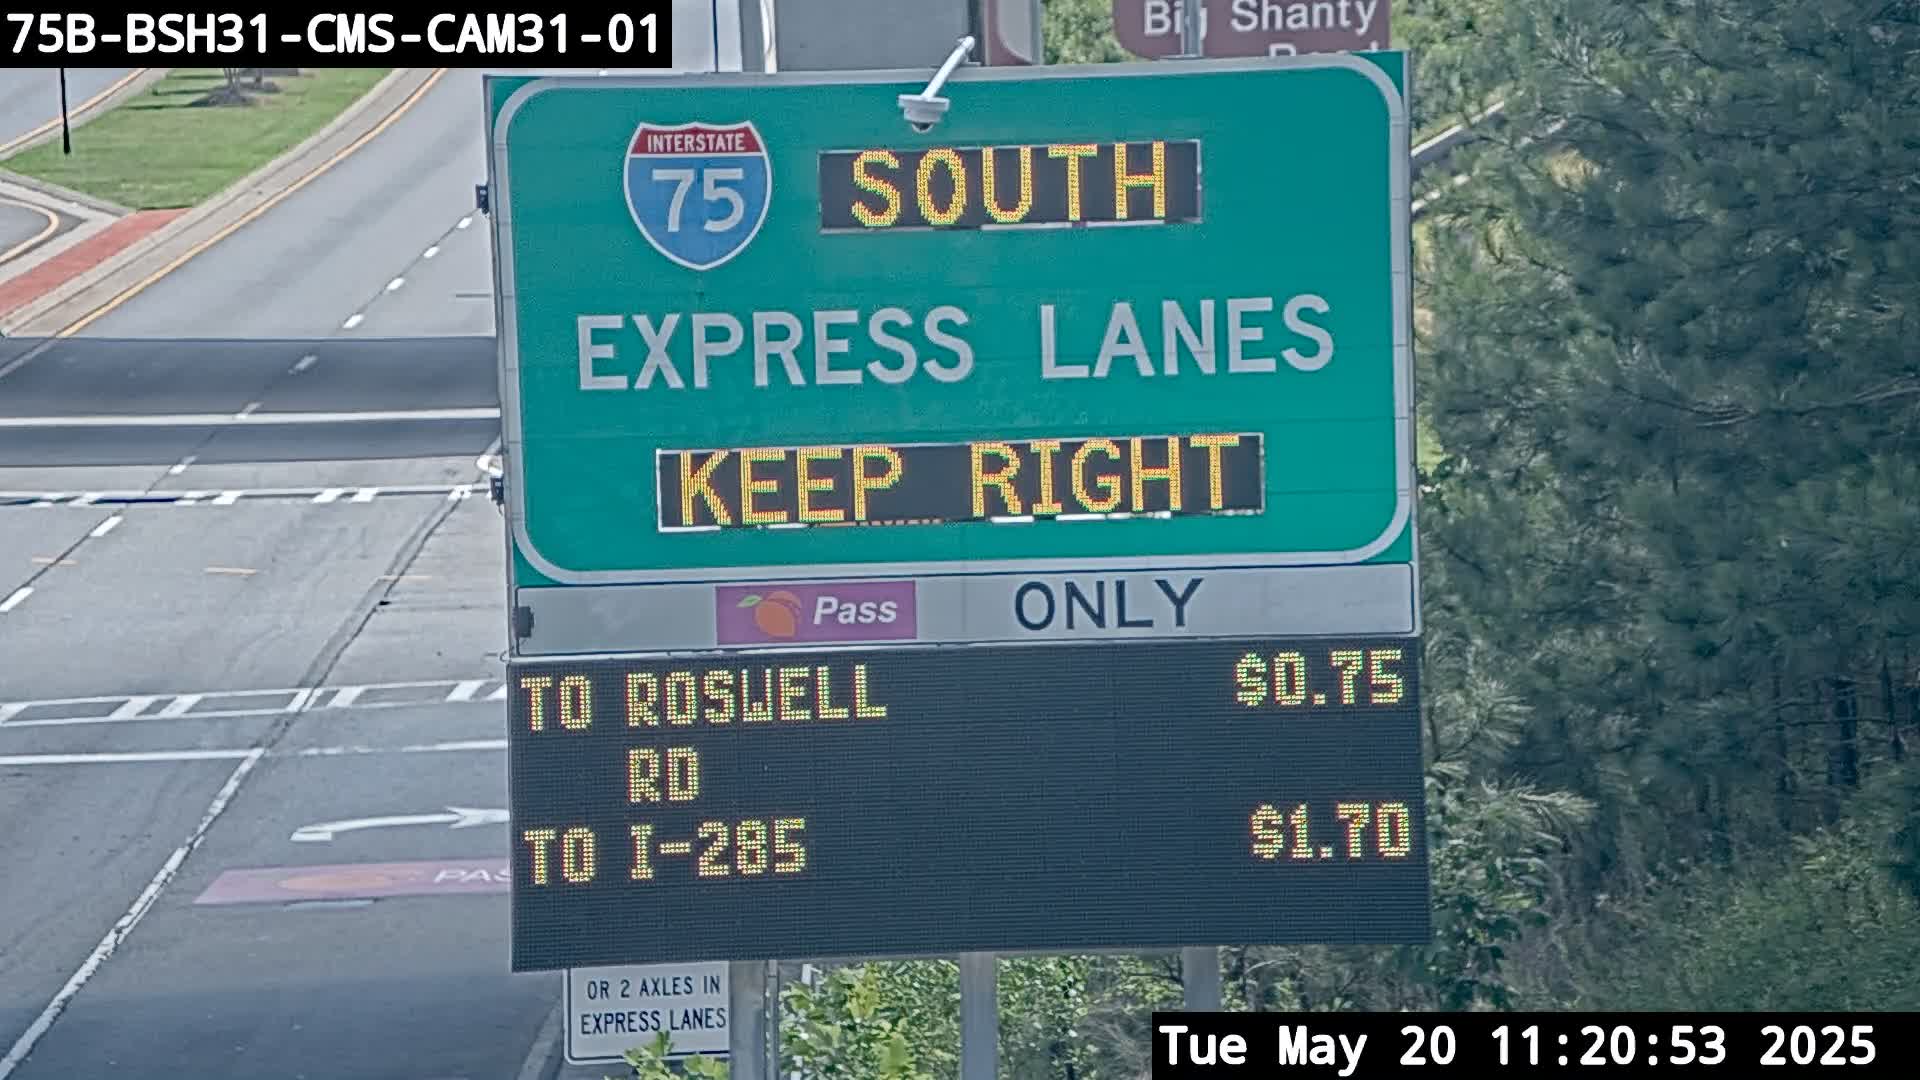 75B-BSH31-CMS-CAM31-01
Big Shanty
Road
INTERSTATE
75
SOUTH
EXPRESS LANES
KEEP RIGHT
Pass ONLY
TO ROSWELL $0.75
RD
TO I-285 $1.70
PAS
OR 2 AXLES IN
EXPRESS LANES
Tue May 20 11:20:53 2025